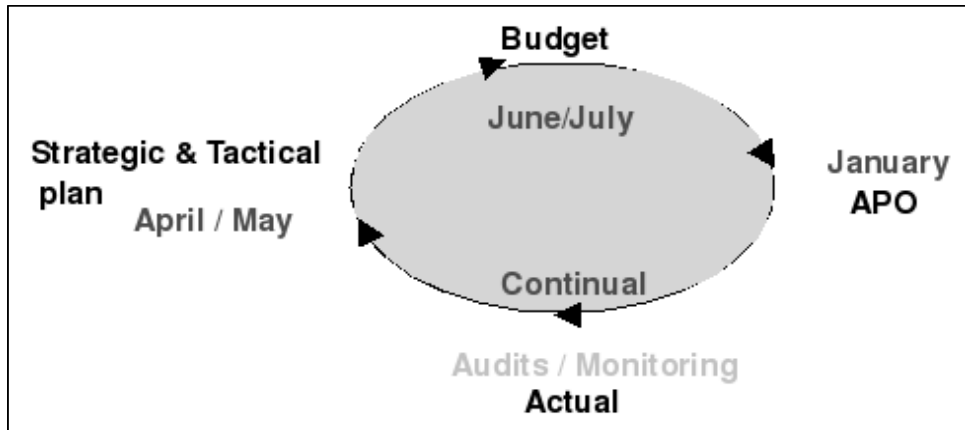 Budget
June/July
Strategic & Tactical
plan
April / May
January
APO
Continual
Audits / Monitoring
Actual